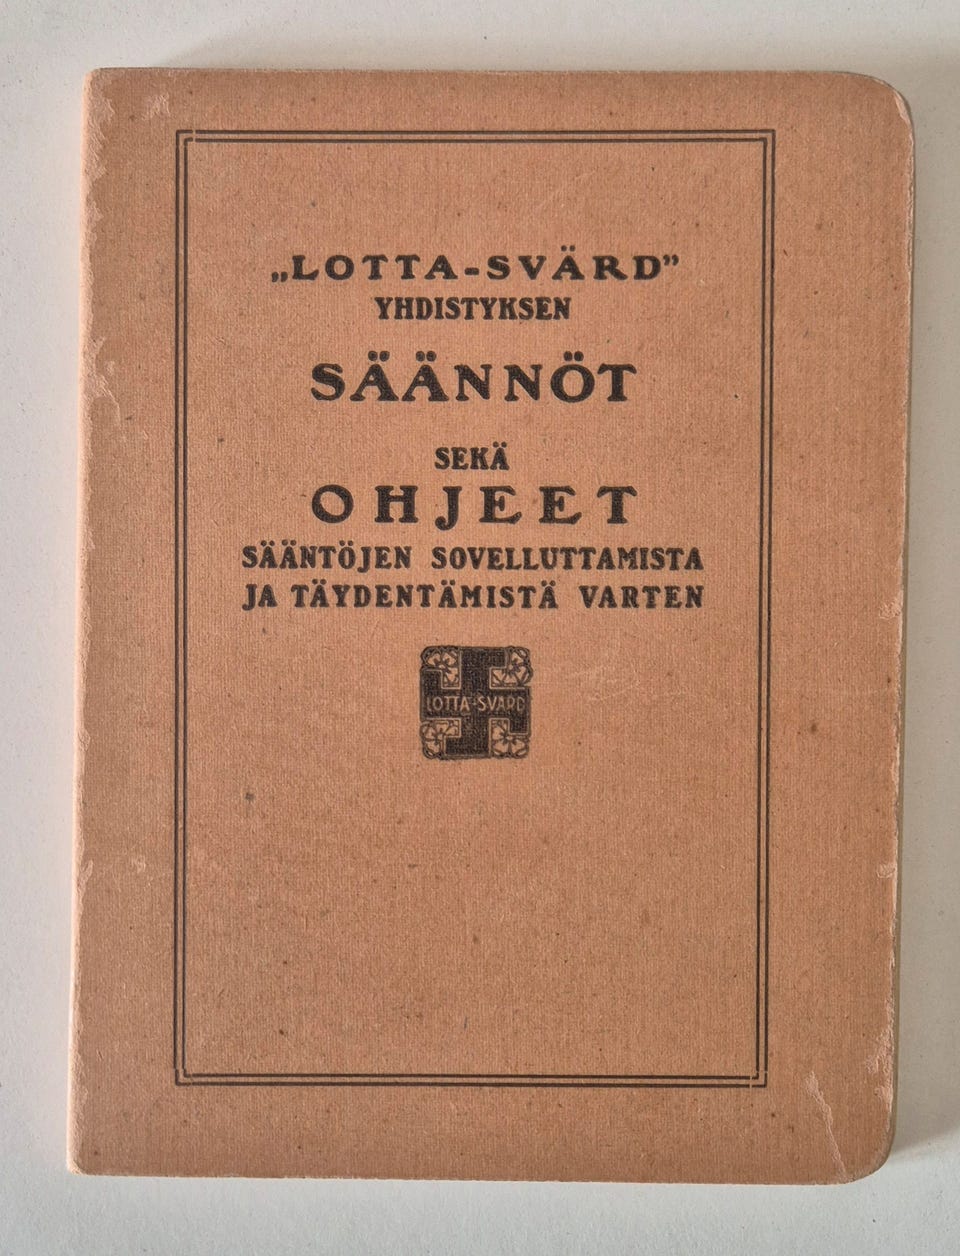 „LOTTA-SVÄRD”
YHDISTYKSEN
SÄÄNNÖT
SEKÄ
OHJEET
SÄÄNTÖJEN SOVELLUTTAMISTA
JA TÄYDENTÄMISTÄ VARTEN
LOTTA-SVÄRD